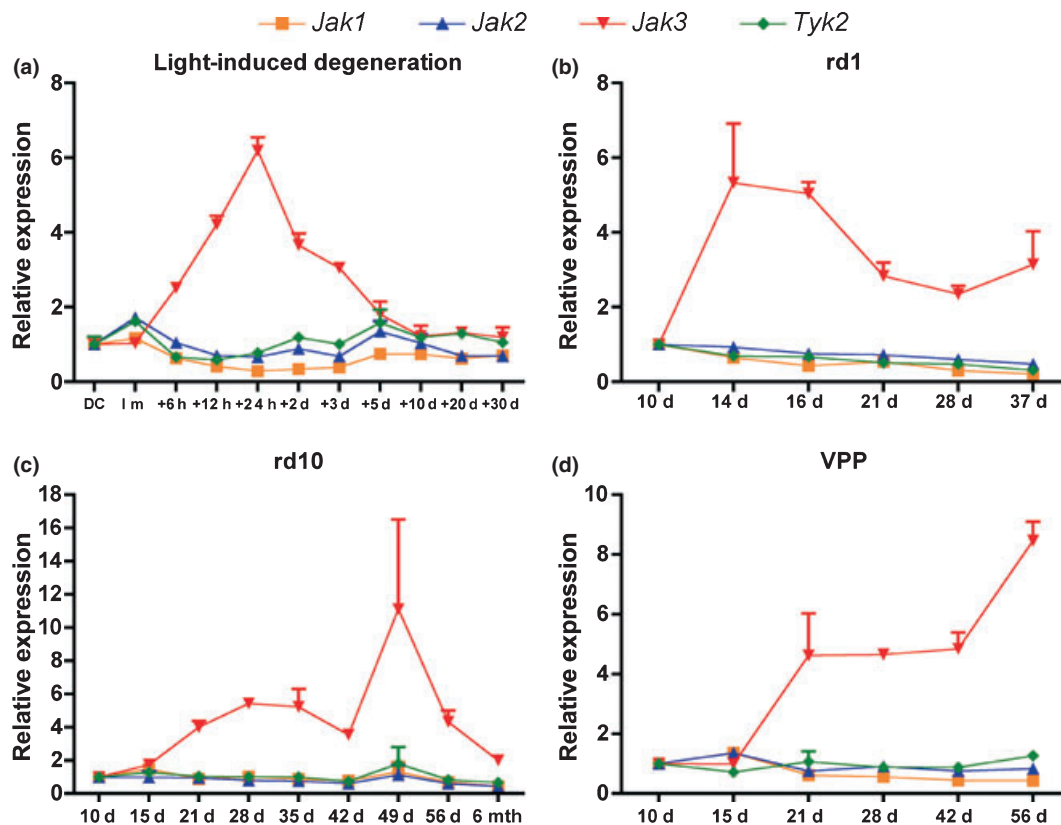 Jak1 Jak2 Jak3 Tyk2
(a) Light-induced degeneration
Relative expression
8
6
4
2
0
DC I m +6 h +12 h +24 h +2 d +3 d +5 d +10 d +20 d +30 d
(b) rd1
Relative expression
8
6
4
2
0
10 d 14 d 16 d 21 d 28 d 37 d
(c) rd10
Relative expression
18
16
14
12
10
8
6
4
2
0
10 d 15 d 21 d 28 d 35 d 42 d 49 d 56 d 6 mth
(d) VPP
Relative expression
10
8
6
4
2
0
10 d 15 d 21 d 28 d 42 d 56 d